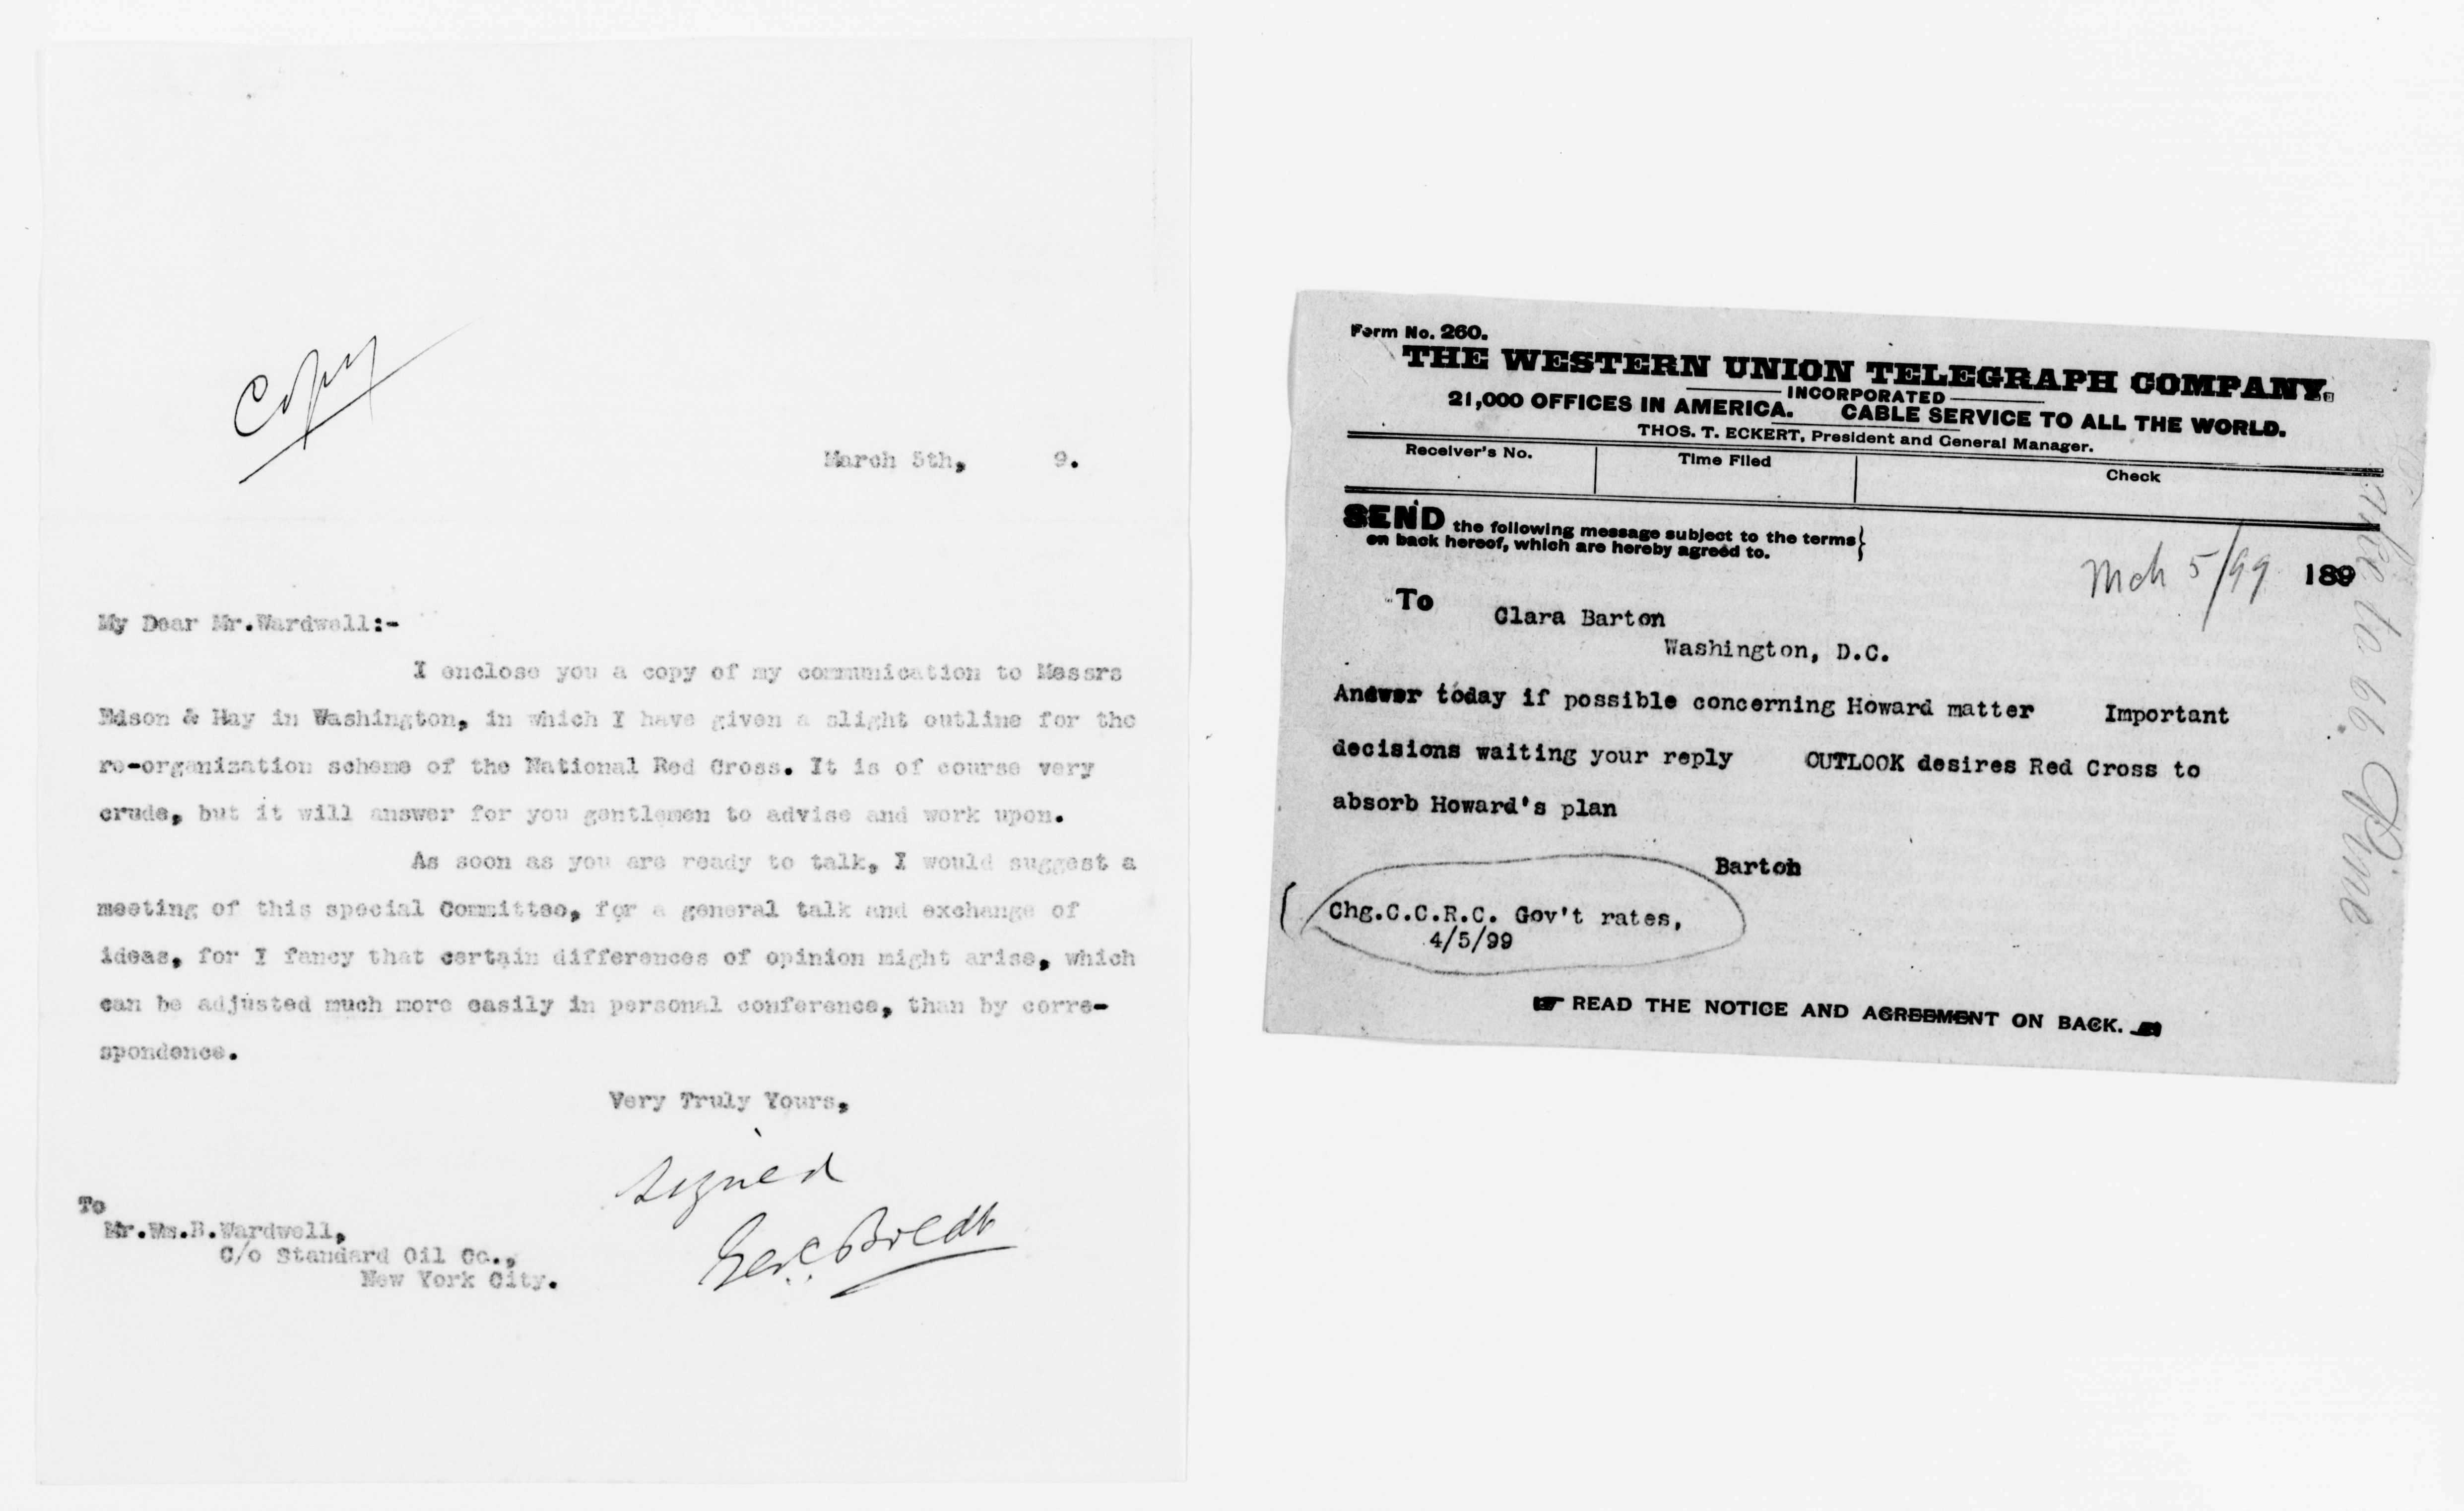 Copy
March 5th, 9.
My Dear Mr.Wardwell:-
I enclose you a copy of my communication to Messrs
Edson & Hay in Washington, in which I have given a slight outline for the
re-organization scheme of the National Red Cross. It is of course very
crude, but it will answer for you gentlemen to advise and work upon.
As soon as you are ready to talk, I would suggest a
meeting of this special Committee, for a general talk and exchange of
ideas, for I fancy that certain differences of opinion might arise, which
can be adjusted much more easily in personal conference, than by corre-
spondence.
Very Truly Yours,
Signed
To
Mr.Wm.B.Wardwell,
C/o Standard Oil Co.,
New York City.
Form No. 260.
THE WESTERN UNION TELEGRAPH COMPANY.
INCORPORATED
21,000 OFFICES IN AMERICA. CABLE SERVICE TO ALL THE WORLD.
THOS. T. ECKERT, President and General Manager.
Receiver's No. Time Filed Check
SEND the following message subject to the terms
on back hereof, which are hereby agreed to.
Mch 5/99 189
To Clara Barton
Washington, D.C.
Answer today if possible concerning Howard matter Important
decisions waiting your reply OUTLOOK desires Red Cross to
absorb Howard's plan
Barton
Chg.C.C.R.C. Gov't rates,
4/5/99
READ THE NOTICE AND AGREEMENT ON BACK.